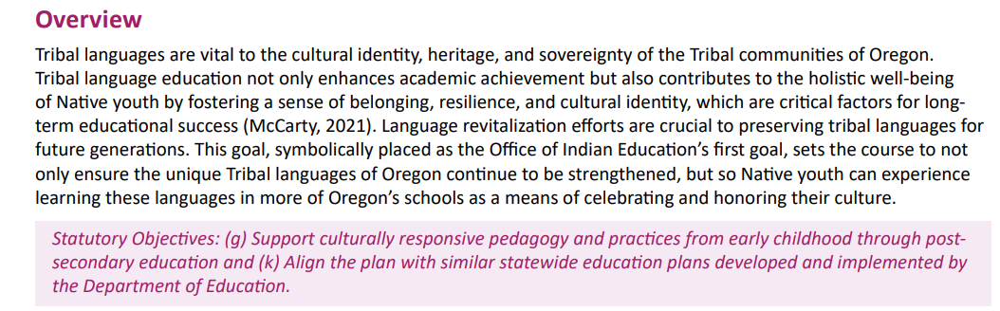 Overview
Tribal languages are vital to the cultural identity, heritage, and sovereignty of the Tribal communities of Oregon.
Tribal language education not only enhances academic achievement but also contributes to the holistic well-being
of Native youth by fostering a sense of belonging, resilience, and cultural identity, which are critical factors for long-
term educational success (McCarty, 2021). Language revitalization efforts are crucial to preserving tribal languages for
future generations. This goal, symbolically placed as the Office of Indian Education’s first goal, sets the course to not
only ensure the unique Tribal languages of Oregon continue to be strengthened, but so Native youth can experience
learning these languages in more of Oregon’s schools as a means of celebrating and honoring their culture.
Statutory Objectives: (g) Support culturally responsive pedagogy and practices from early childhood through post-
secondary education and (k) Align the plan with similar statewide education plans developed and implemented by
the Department of Education.